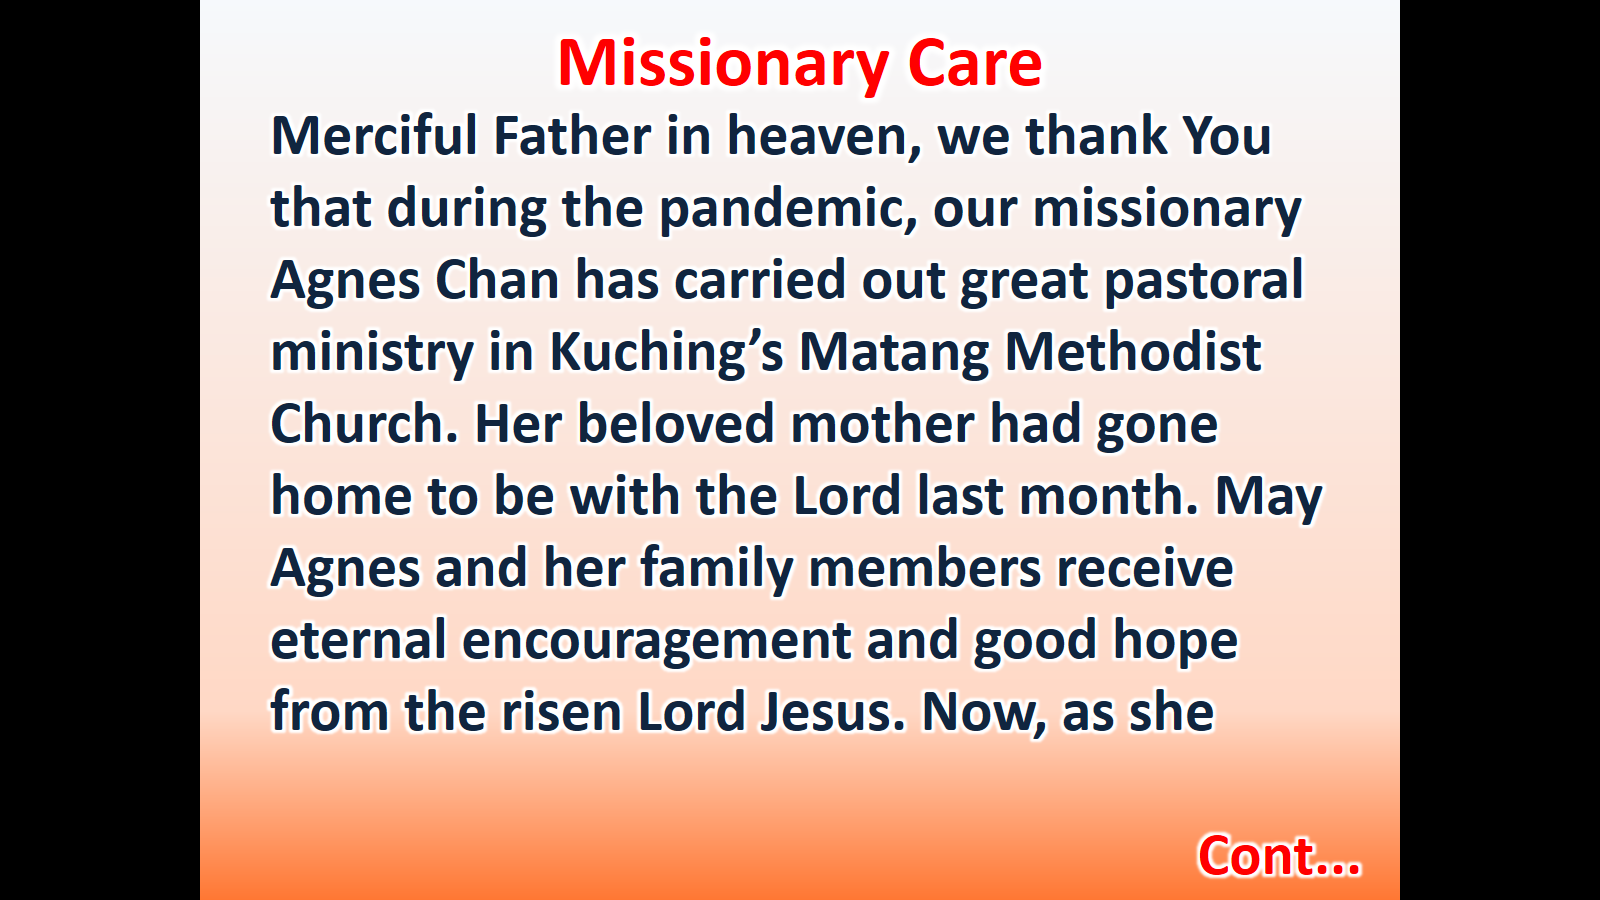 Missionary Care
Merciful Father in heaven, we thank You
that during the pandemic, our missionary
Agnes Chan has carried out great pastoral
ministry in Kuching’s Matang Methodist
Church. Her beloved mother had gone
home to be with the Lord last month. May
Agnes and her family members receive
eternal encouragement and good hope
from the risen Lord Jesus. Now, as she
Cont...